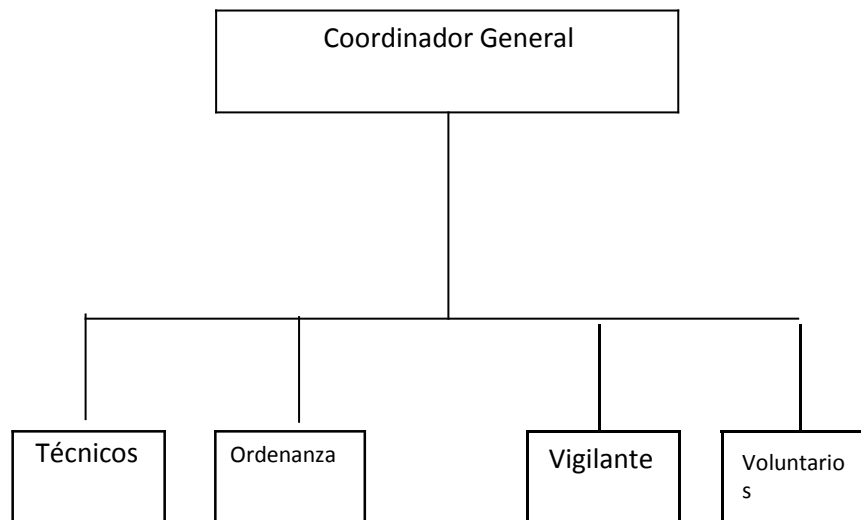 Coordinador General
Técnicos
Ordenanza
Vigilante
Voluntario
s